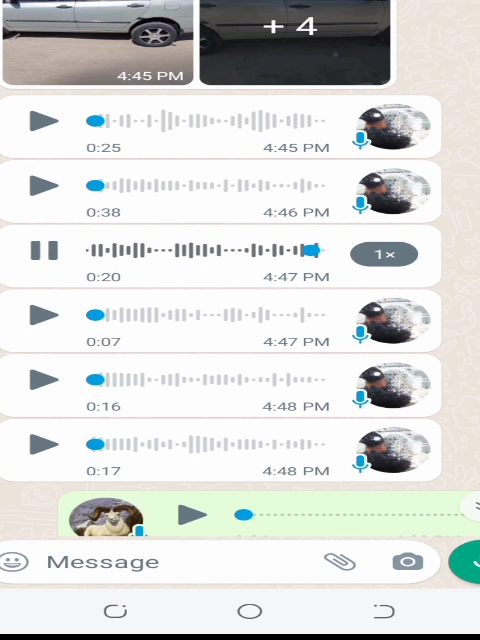 4:45 PM
+ 4
0:25 4:45 PM
0:38 4:46 PM
1×
0:20 4:47 PM
0:07 4:47 PM
0:16 4:48 PM
0:17 4:48 PM
Message